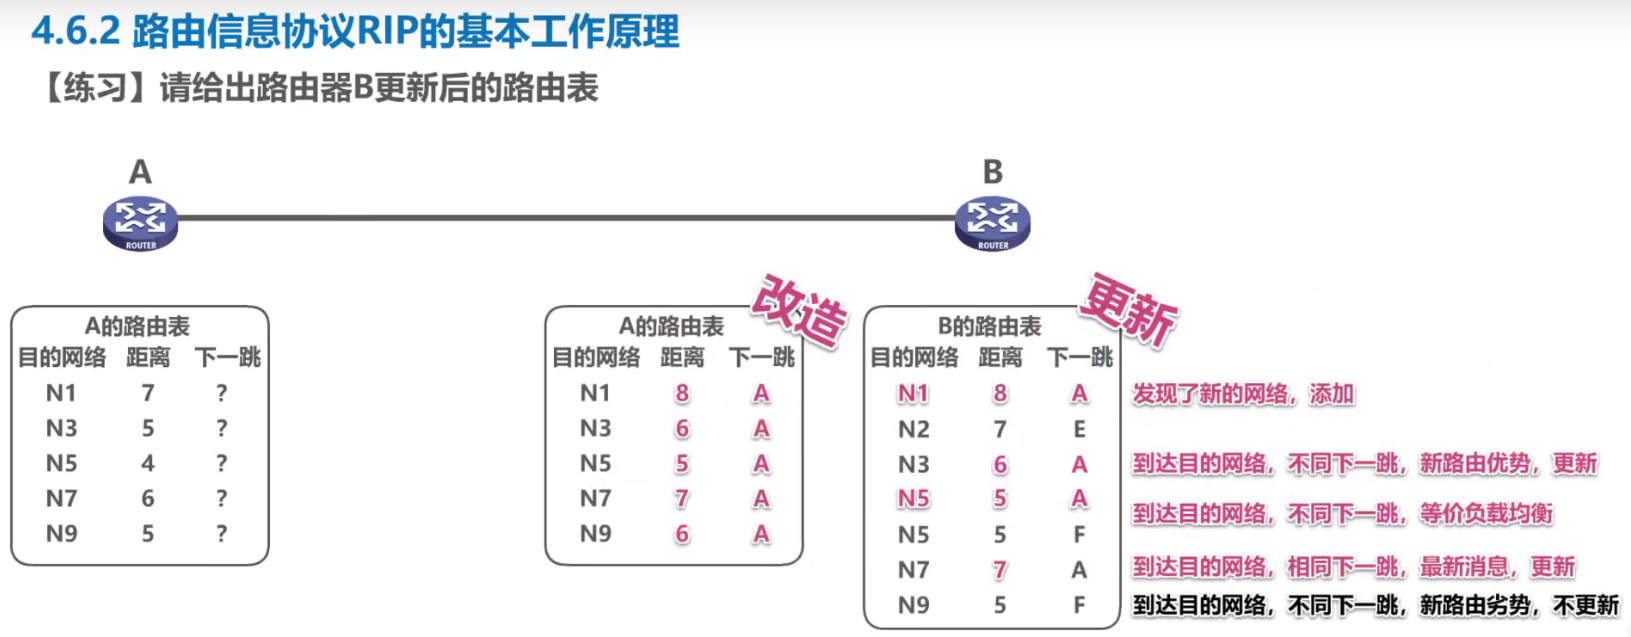 4.6.2 路由信息协议RIP的基本工作原理
【练习】请给出路由器B更新后的路由表
A
B
ROUTER
ROUTER
A的路由表
目的网络 距离 下一跳
N1 7 ?
N3 5 ?
N5 4 ?
N7 6 ?
N9 5 ?
改造
A的路由表
目的网络 距离 下一跳
N1 8 A
N3 6 A
N5 5 A
N7 7 A
N9 6 A
更新
B的路由表
目的网络 距离 下一跳
N1 8 A 发现了新的网络，添加
N2 7 E
N3 6 A 到达目的网络，不同下一跳，新路由优势，更新
N5 5 A 到达目的网络，不同下一跳，等价负载均衡
N5 5 F
N7 7 A 到达目的网络，相同下一跳，最新消息，更新
N9 5 F 到达目的网络，不同下一跳，新路由劣势，不更新